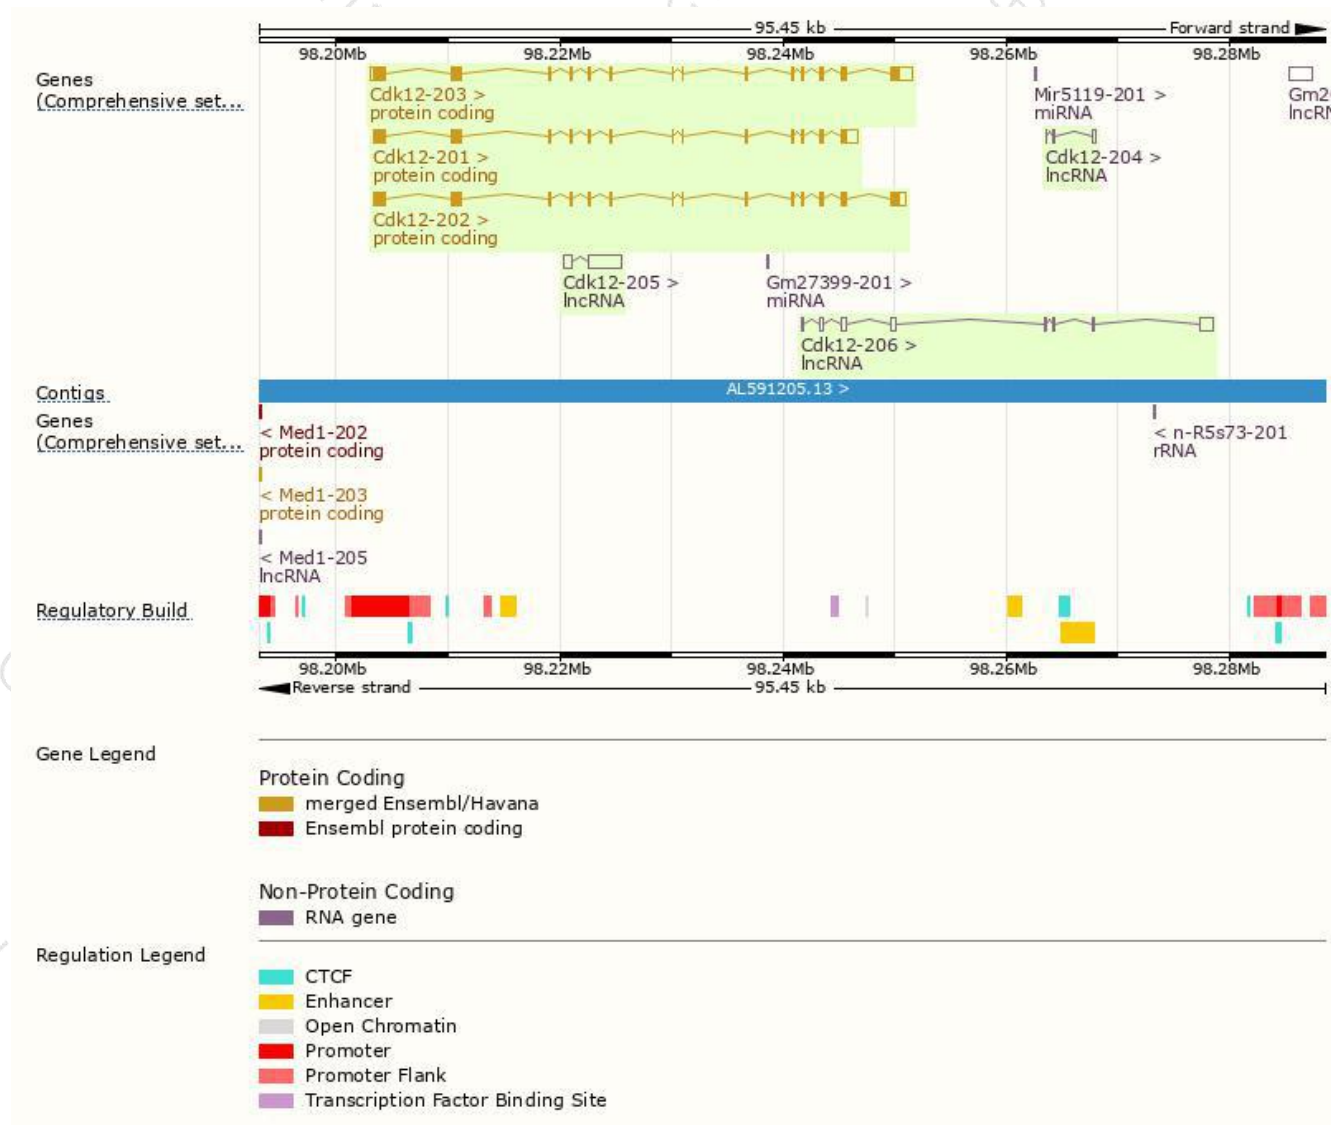 95.45 kb
Forward strand
98.20Mb 98.22Mb 98.24Mb 98.26Mb 98.28Mb
Genes
(Comprehensive set...
Cdk12-203 >
protein coding
Mir5119-201 >
miRNA
Gm2
lncR
Cdk12-201 >
protein coding
Cdk12-204 >
lncRNA
Cdk12-202 >
protein coding
Cdk12-205 >
lncRNA
Gm27399-201 >
miRNA
Cdk12-206 >
lncRNA
Contigs
AL591205.13 >
Genes
(Comprehensive set...
< Med1-202
protein coding
< n-R5s73-201
rRNA
< Med1-203
protein coding
< Med1-205
lncRNA
Regulatory Build
98.20Mb 98.22Mb 98.24Mb 98.26Mb 98.28Mb
Reverse strand
95.45 kb
Gene Legend
Protein Coding
merged Ensembl/Havana
Ensembl protein coding
Non-Protein Coding
RNA gene
Regulation Legend
CTCF
Enhancer
Open Chromatin
Promoter
Promoter Flank
Transcription Factor Binding Site